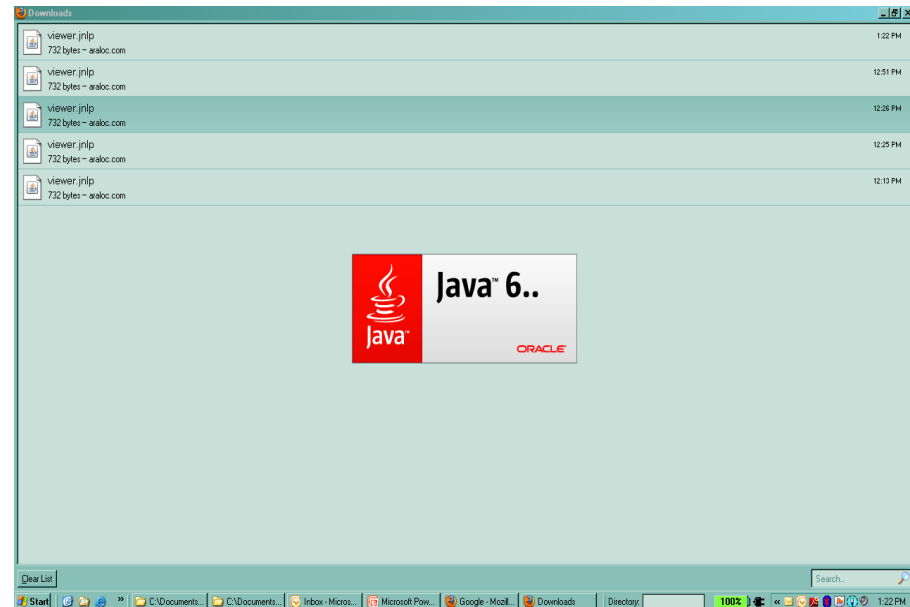 Downloads
viewer.jnlp
1:22 PM
732 bytes — araloc.com
viewer.jnlp
12:51 PM
732 bytes — araloc.com
viewer.jnlp
12:26 PM
732 bytes — araloc.com
viewer.jnlp
12:25 PM
732 bytes — araloc.com
viewer.jnlp
12:13 PM
732 bytes — araloc.com
Java™
Java™ 6..
ORACLE
Clear List
Search...
Start
C:\Documents...
C:\Documents...
Inbox - Micros...
Microsoft Pow...
Google - Mozill...
Downloads
Directory:
100%
1:22 PM